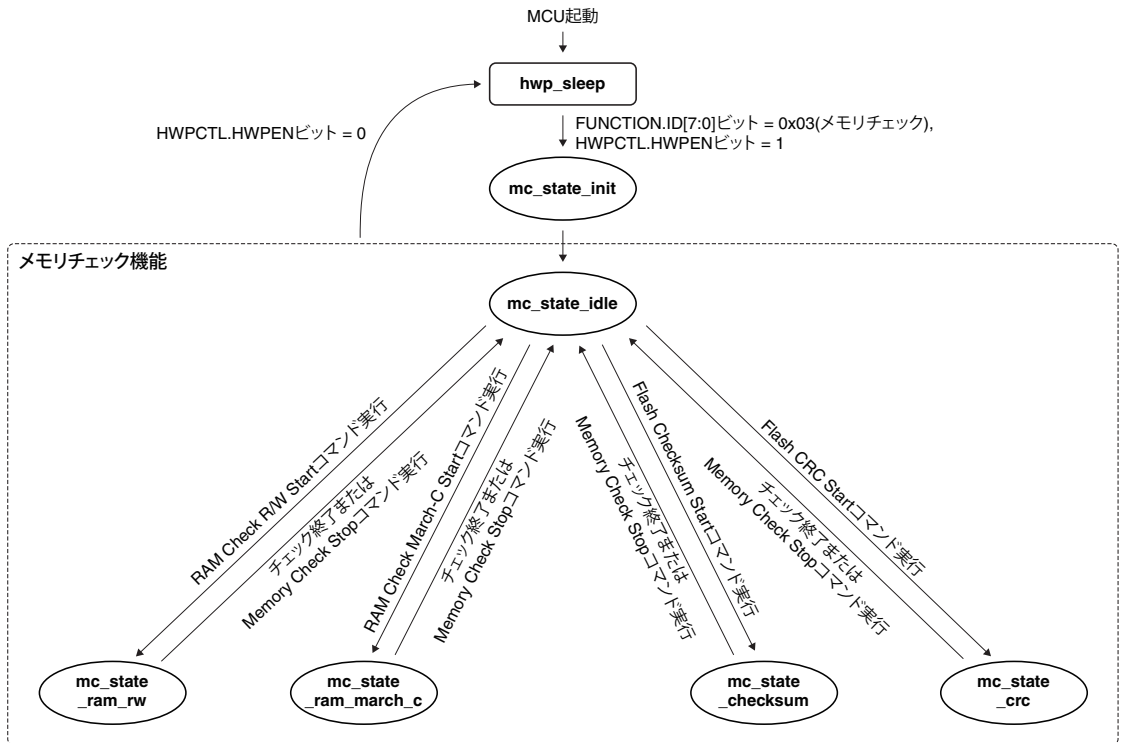 MCU起動
hwp_sleep
HWPCTL.HWPENビット = 0
FUNCTION.ID[7:0]ビット = 0x03(メモリチェック),
HWPCTL.HWPENビット = 1
mc_state_init
メモリチェック機能
mc_state_idle
RAM Check R/W Startコマンド実行
チェック終了または
Memory Check Stopコマンド実行
RAM Check March-C Startコマンド実行
チェック終了または
Memory Check Stopコマンド実行
Flash Checksum Startコマンド実行
チェック終了または
Memory Check Stopコマンド実行
Flash CRC Startコマンド実行
チェック終了または
Memory Check Stopコマンド実行
mc_state
_ram_rw
mc_state
_ram_march_c
mc_state
_checksum
mc_state
_crc